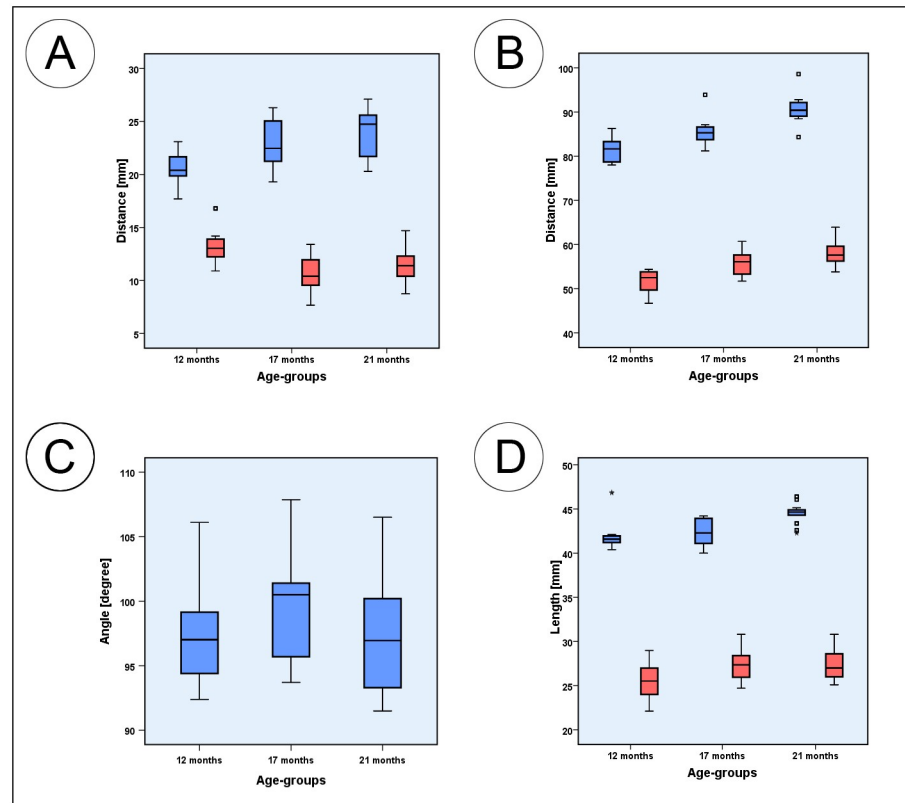 A
Distance [mm]
30
25
20
15
10
5
12 months 17 months 21 months
Age-groups
B
Distance [mm]
100
90
80
70
60
50
40
12 months 17 months 21 months
Age-groups
C
Angle [degree]
110
105
100
95
90
12 months 17 months 21 months
Age-groups
D
Length [mm]
50
45
40
35
30
25
20
12 months 17 months 21 months
Age-groups